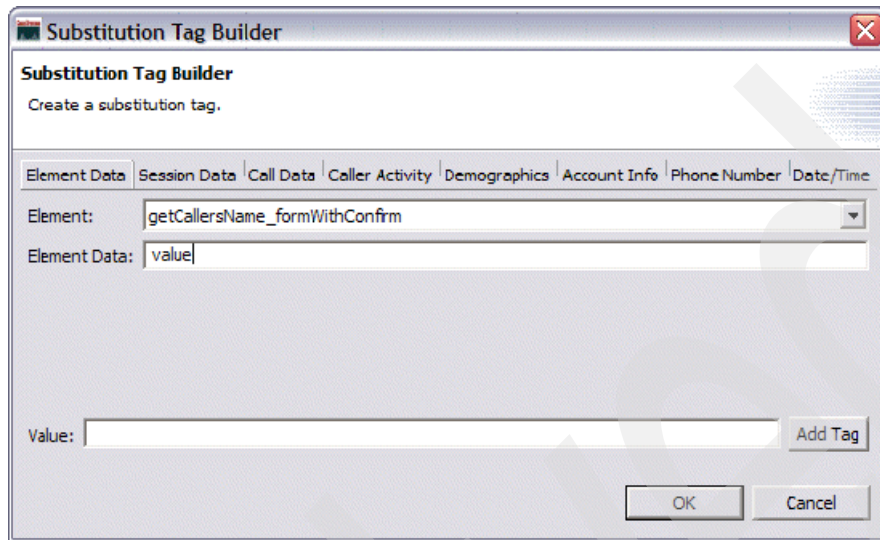 Substitution Tag Builder
Substitution Tag Builder
Create a substitution tag.
Element Data Session Data Call Data Caller Activity Demographics Account Info Phone Number Date/Time
Element: getCallersName_formWithConfirm
Element Data: value
Value: Add Tag
OK Cancel